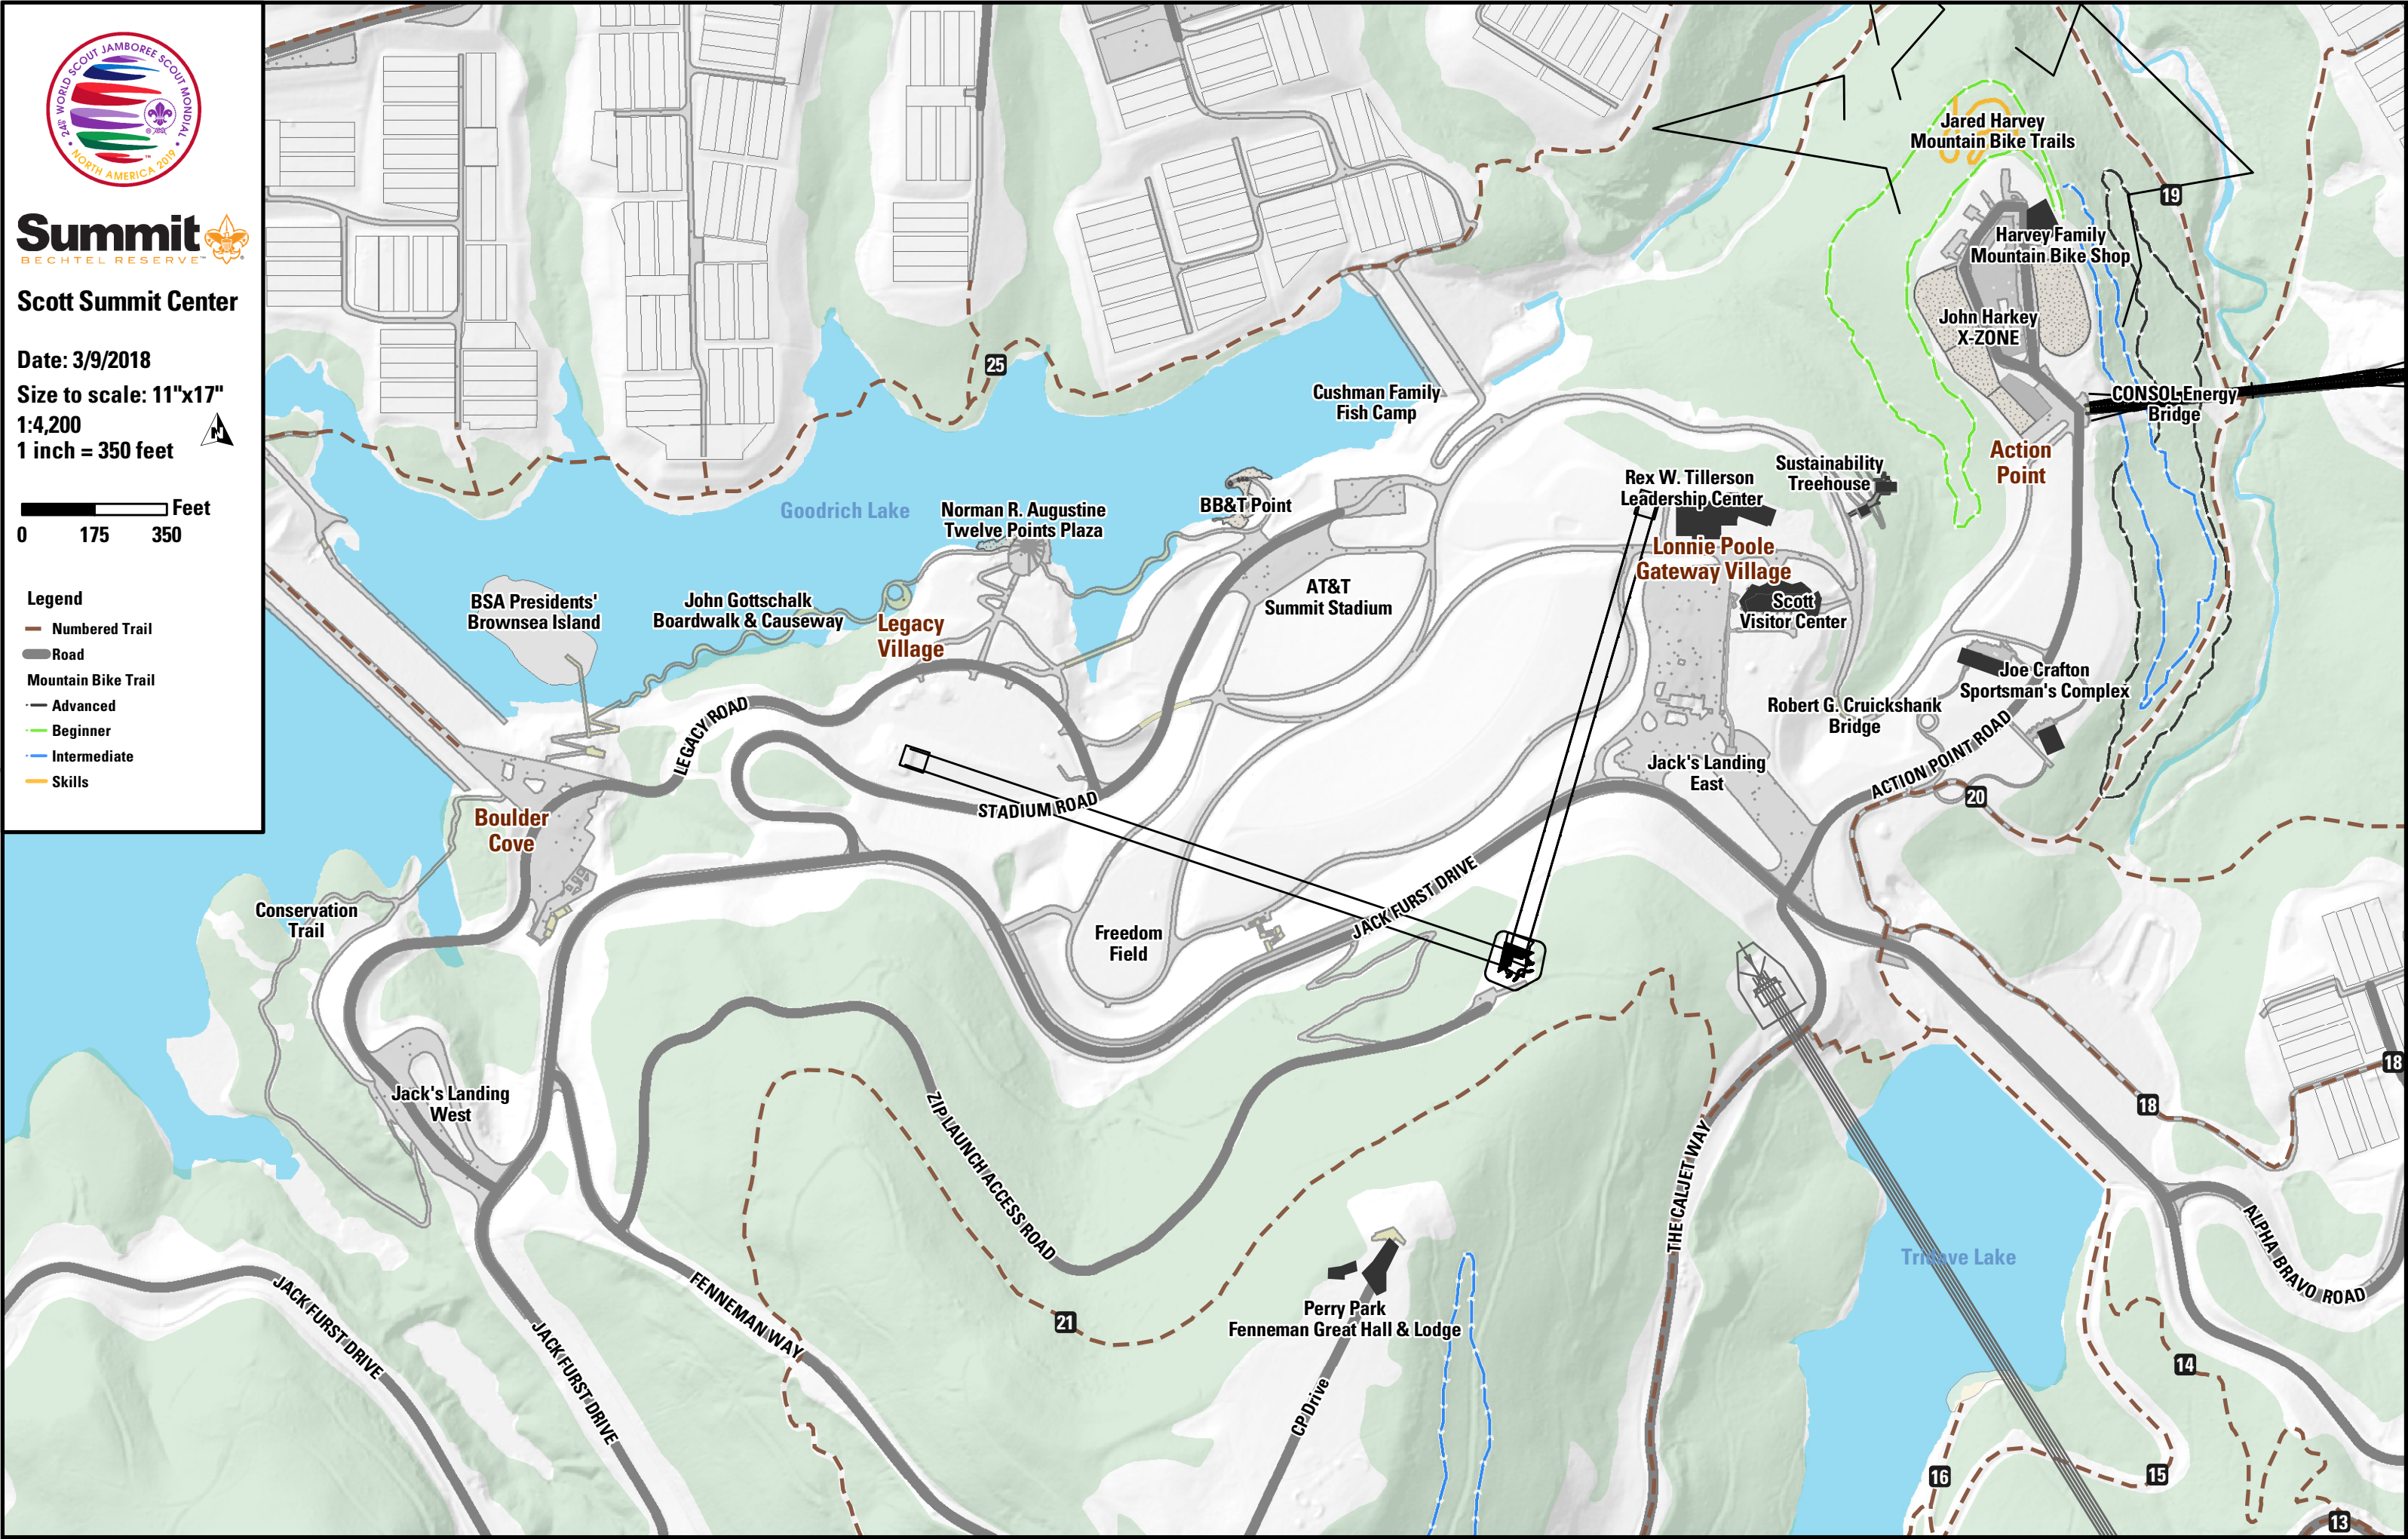 24th WORLD SCOUT JAMBOREE SCOUT MONDIAL
• NORTH AMERICA 2019 •
Summit
BECHTEL RESERVE™
Scott Summit Center
Date: 3/9/2018
Size to scale: 11"x17"
1:4,200
1 inch = 350 feet
N
Feet
0 175 350
Legend
Numbered Trail
Road
Mountain Bike Trail
Advanced
Beginner
Intermediate
Skills
Jared Harvey
Mountain Bike Trails
19
Harvey Family
Mountain Bike Shop
John Harkey
X-ZONE
25
Cushman Family
Fish Camp
CONSOL Energy
Bridge
Action
Point
Sustainability
Treehouse
Rex W. Tillerson
Leadership Center
Goodrich Lake
Norman R. Augustine
Twelve Points Plaza
BB&T Point
Lonnie Poole
Gateway Village
AT&T
Summit Stadium
Scott
Visitor Center
BSA Presidents'
Brownsea Island
John Gottschalk
Boardwalk & Causeway
Legacy
Village
Joe Crafton
Sportsman's Complex
Robert G. Cruickshank
Bridge
LEGACY ROAD
ACTION POINT ROAD
Jack's Landing
East
20
STADIUM ROAD
Boulder
Cove
JACK FURST DRIVE
Conservation
Trail
Freedom
Field
18
Jack's Landing
West
18
ZIP LAUNCH ACCESS ROAD
THE CALJET WAY
Tridave Lake
ALPHA BRAVO ROAD
JACK FURST DRIVE
FENNEMAN WAY
21
Perry Park
Fenneman Great Hall & Lodge
JACK FURST DRIVE
CP Drive
14
16
15
13